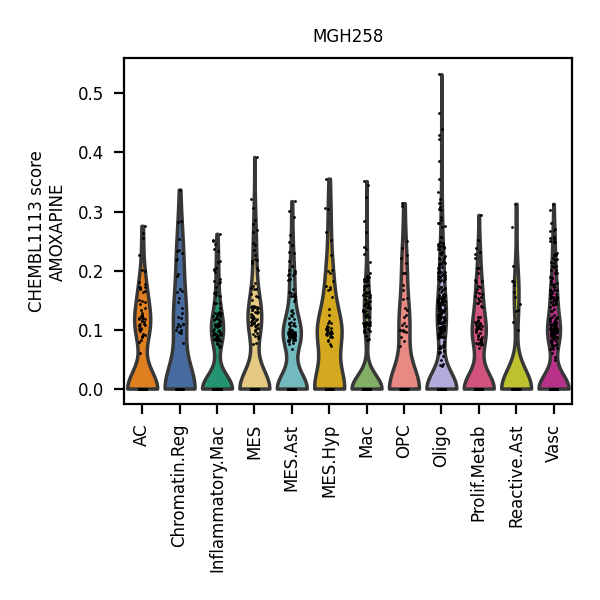 MGH258
CHEMBL1113 score
AMOXAPINE
0.5
0.4
0.3
0.2
0.1
0.0
AC
Chromatin.Reg
Inflammatory.Mac
MES
MES.Ast
MES.Hyp
Mac
OPC
Oligo
Prolif.Metab
Reactive.Ast
Vasc